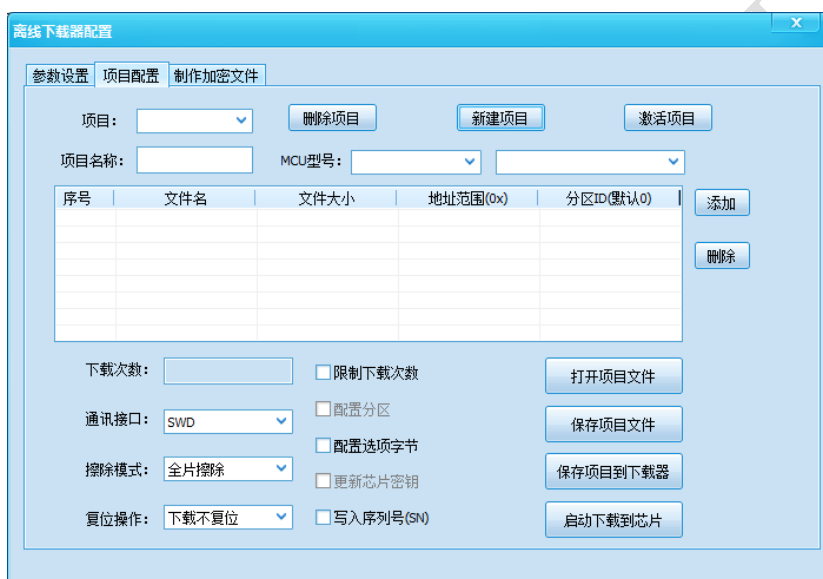 离线下载器配置
X
参数设置 项目配置 制作加密文件
项目： 删除项目 新建项目 激活项目
项目名称： MCU型号：
序号 文件名 文件大小 地址范围(0x) 分区ID(默认0) 添加
删除
下载次数： 限制下载次数 打开项目文件
配置分区
通讯接口： SWD 保存项目文件
配置选项字节
擦除模式： 全片擦除 保存项目到下载器
更新芯片密钥
复位操作： 下载不复位 写入序列号(SN) 启动下载到芯片